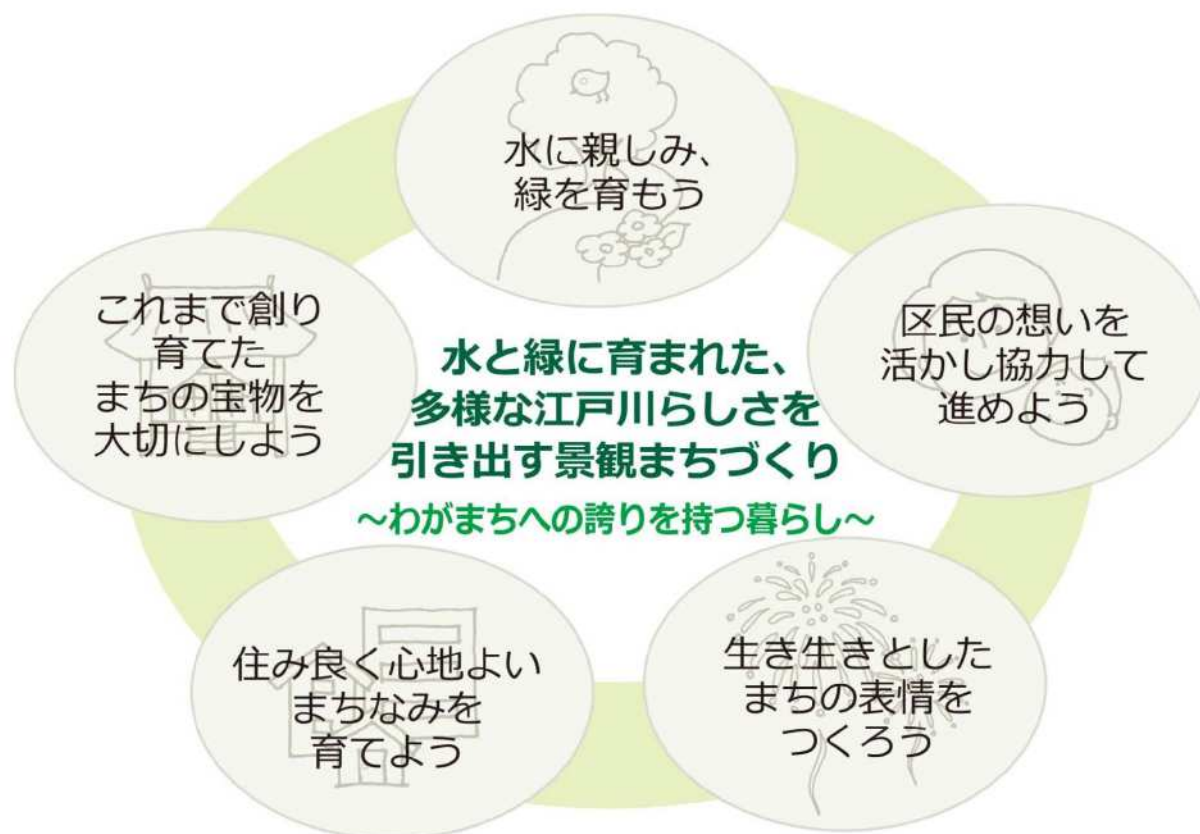 水に親しみ、
緑を育もう
これまで創り
育てた
まちの宝物を
大切にしよう
区民の想いを
活かし協力して
進めよう
水と緑に育まれた、
多様な江戸川らしさを
引き出す景観まちづくり
～わがまちへの誇りを持つ暮らし～
住み良く心地よい
まちなみを
育てよう
生き生きとした
まちの表情を
つくろう